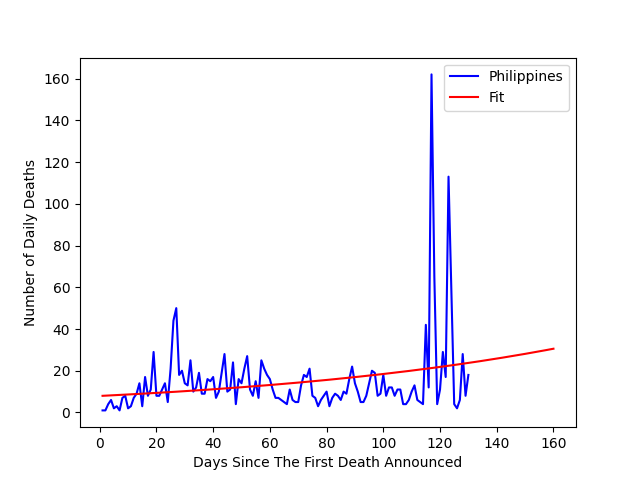 Philippines
Fit
160
140
120
100
80
60
40
20
0
Number of Daily Deaths
0 20 40 60 80 100 120 140 160
Days Since The First Death Announced